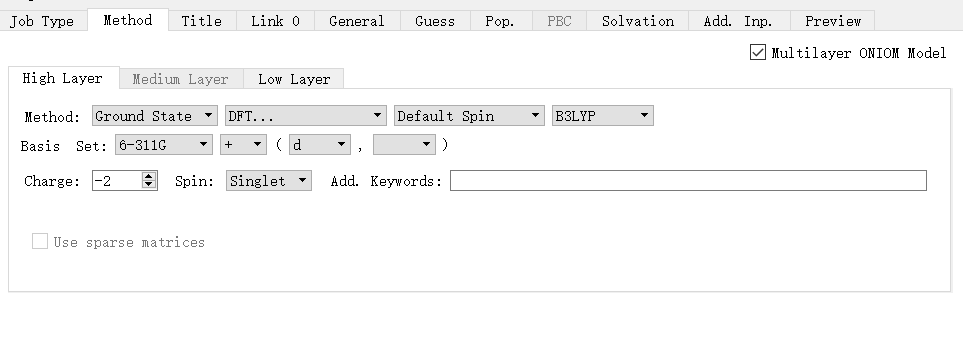 Job Type Method Title Link 0 General Guess Pop. PBC Solvation Add. Inp. Preview
Multilayer ONIOM Model
High Layer Medium Layer Low Layer
Method: Ground State DFT... Default Spin B3LYP
Basis Set: 6-311G + ( d , )
Charge: -2 Spin: Singlet Add. Keywords:
Use sparse matrices